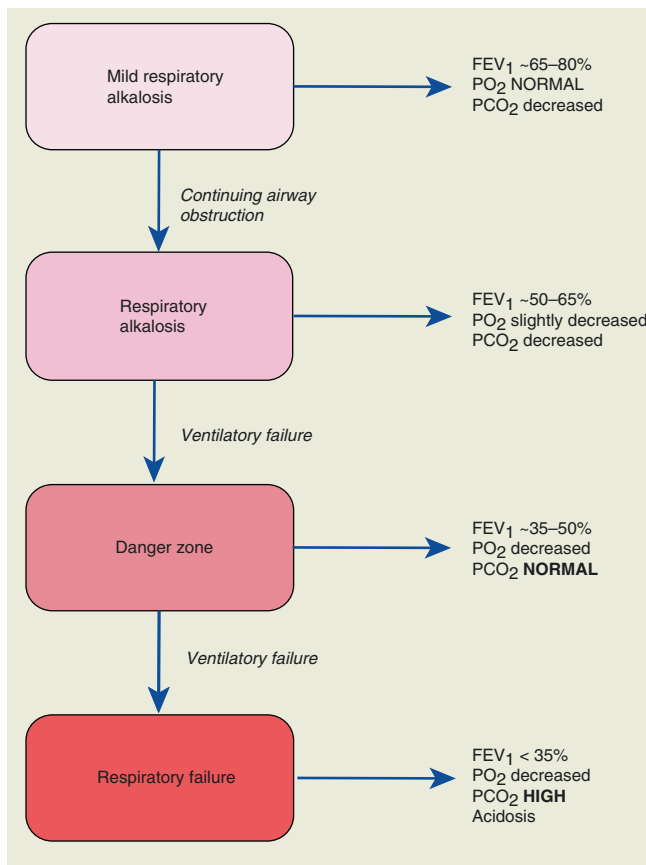 Mild respiratory
alkalosis
FEV₁ ~65–80%
PO₂ NORMAL
PCO₂ decreased
Continuing airway
obstruction
Respiratory
alkalosis
FEV₁ ~50–65%
PO₂ slightly decreased
PCO₂ decreased
Ventilatory failure
Danger zone
FEV₁ ~35–50%
PO₂ decreased
PCO₂ NORMAL
Ventilatory failure
Respiratory failure
FEV₁ < 35%
PO₂ decreased
PCO₂ HIGH
Acidosis